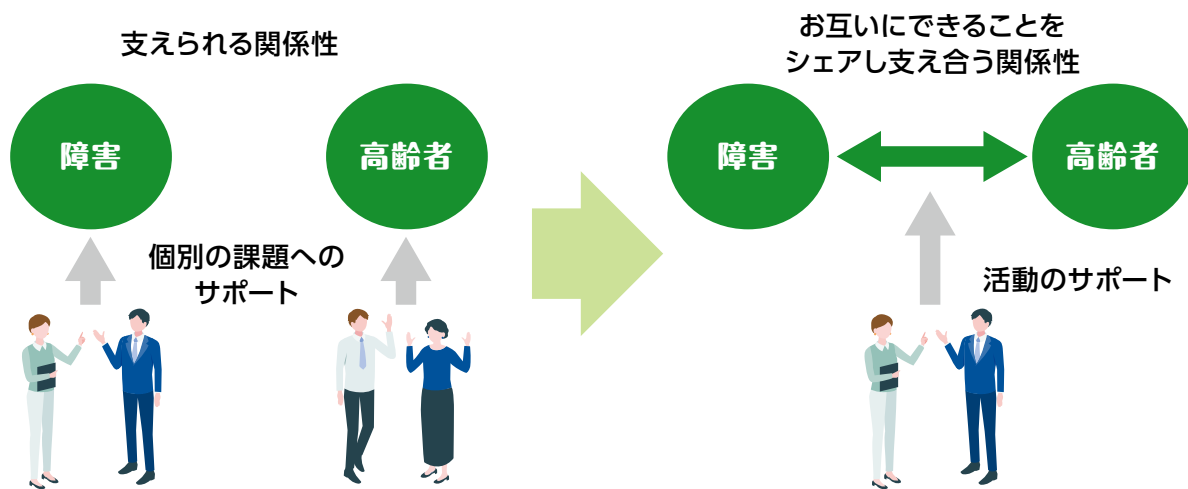 支えられる関係性
障害
高齢者
個別の課題への
サポート
お互いにできることを
シェアし支え合う関係性
障害
高齢者
活動のサポート